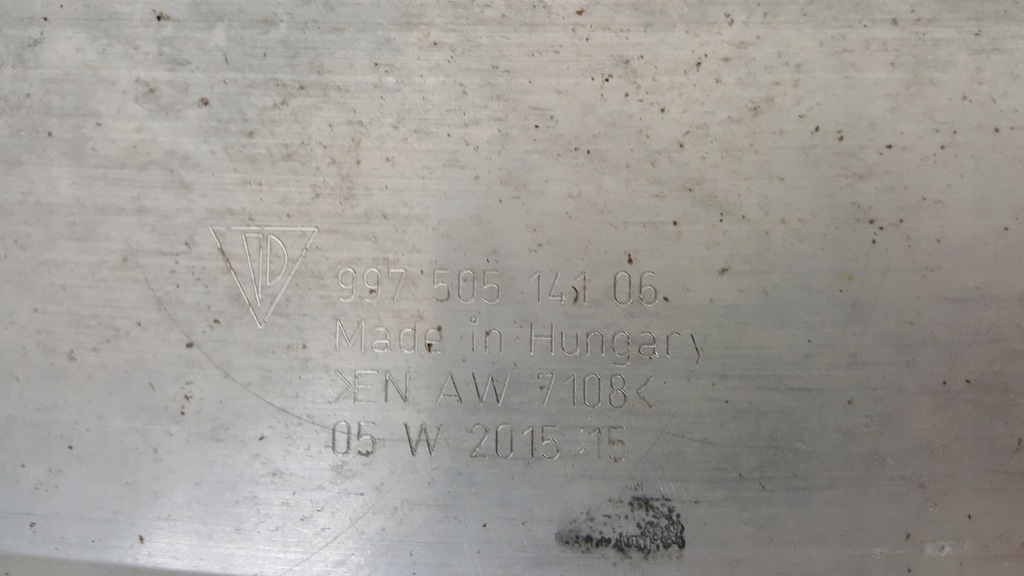 997 505 141 06
Made in Hungary
>EN AW 7108<
05 W 2015 15